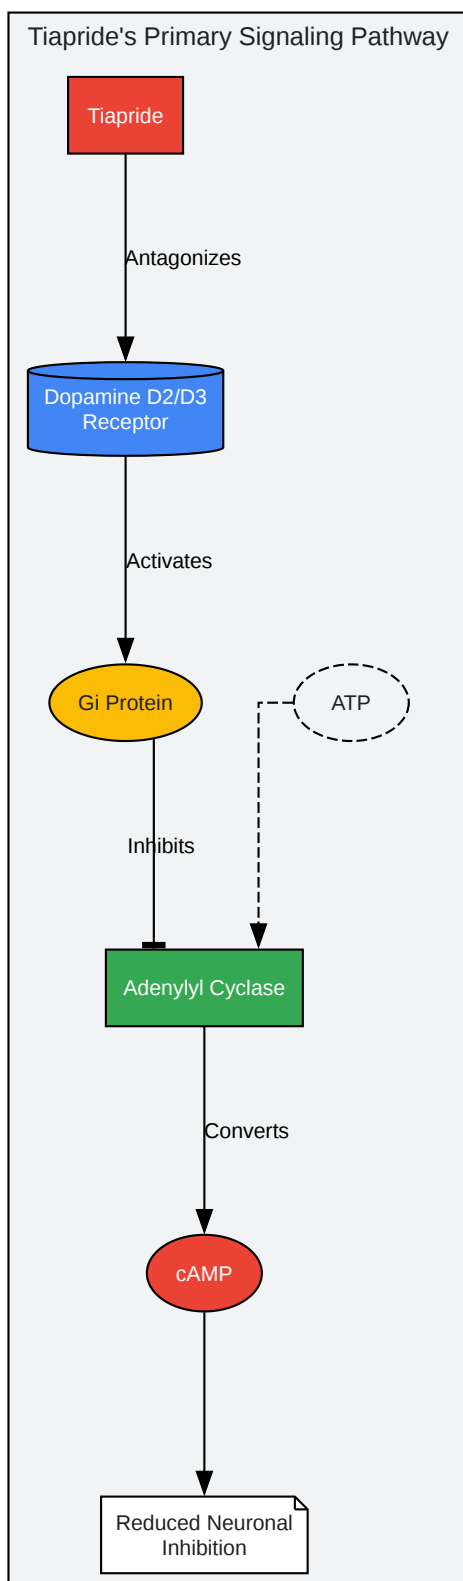 Tiapride's Primary Signaling Pathway
Tiapride
Antagonizes
Dopamine D2/D3
Receptor
Activates
Gi Protein
ATP
Inhibits
Adenylyl Cyclase
Converts
cAMP
Reduced Neuronal
Inhibition